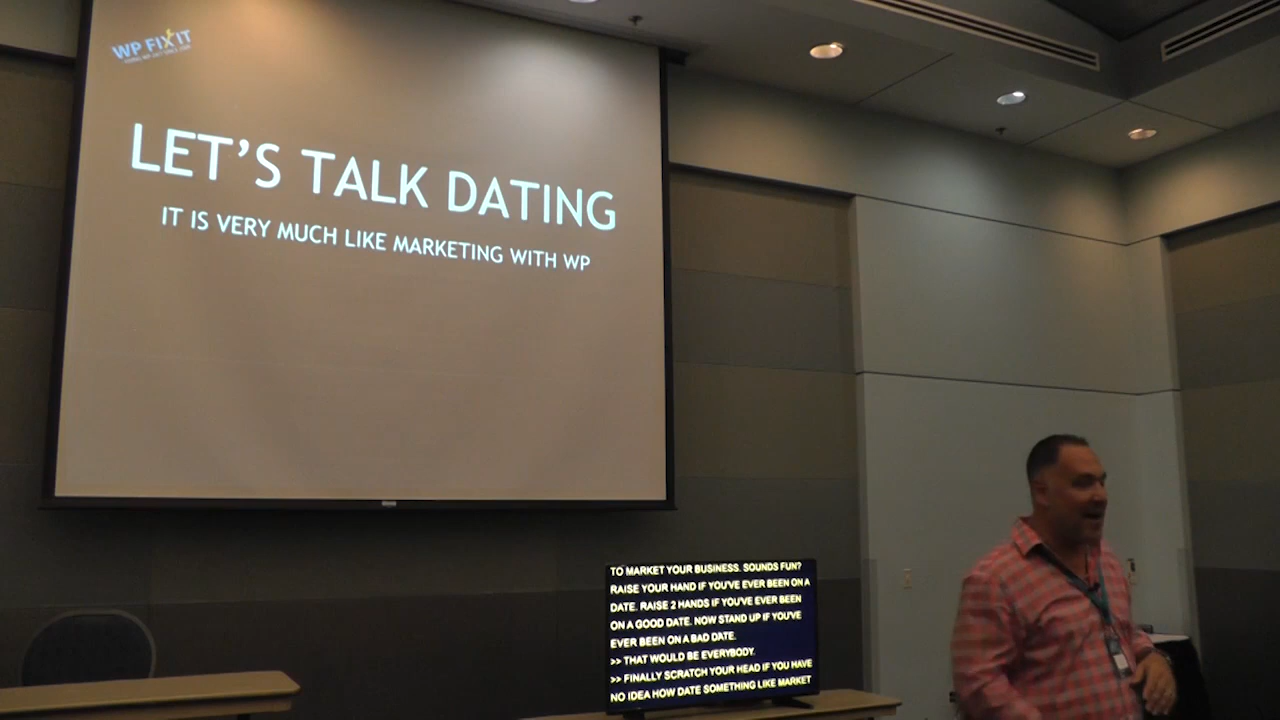 WP FIXIT
LET'S TALK DATING
IT IS VERY MUCH LIKE MARKETING WITH WP
TO MARKET YOUR BUSINESS. SOUNDS FUN?
RAISE YOUR HAND IF YOU'VE EVER BEEN ON A
DATE. RAISE 2 HANDS IF YOU'VE EVER BEEN
ON A GOOD DATE. NOW STAND UP IF YOU'VE
EVER BEEN ON A BAD DATE.
>> THAT WOULD BE EVERYBODY.
>> FINALLY SCRATCH YOUR HEAD IF YOU HAVE
NO IDEA HOW DATE SOMETHING LIKE MARKET